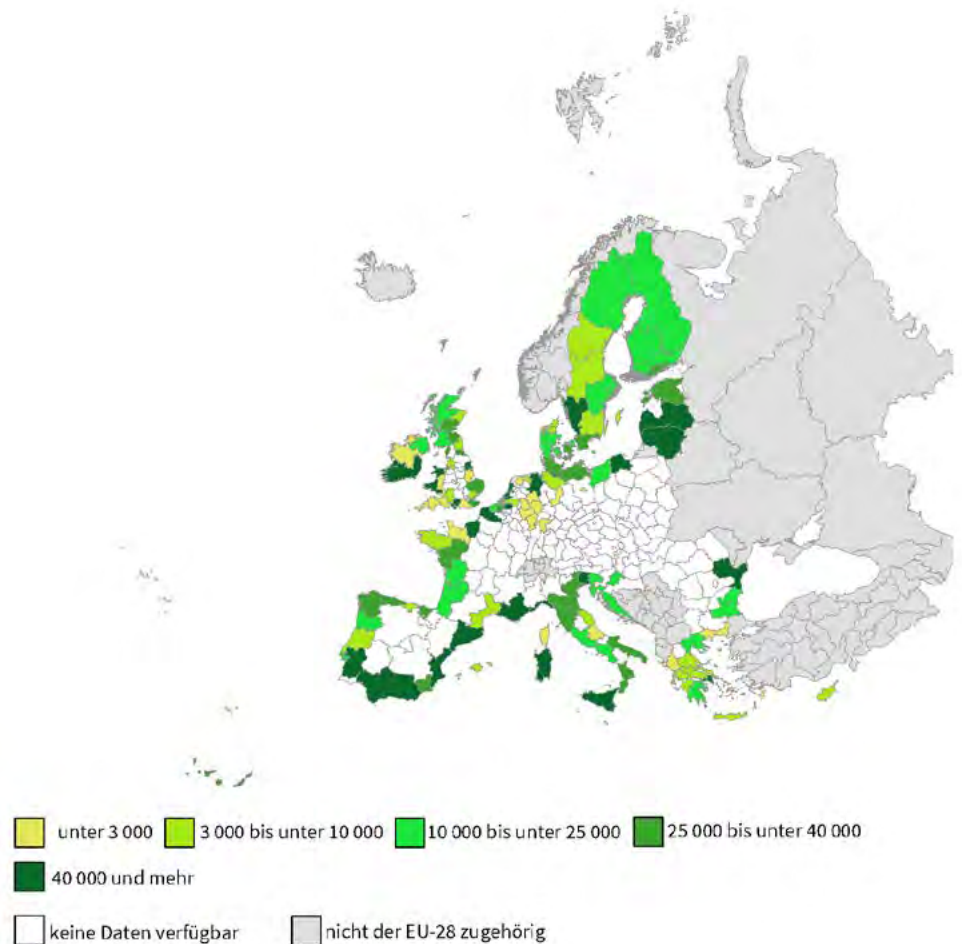 unter 3 000 3 000 bis unter 10 000 10 000 bis unter 25 000 25 000 bis unter 40 000
40 000 und mehr
keine Daten verfügbar nicht der EU-28 zugehörig